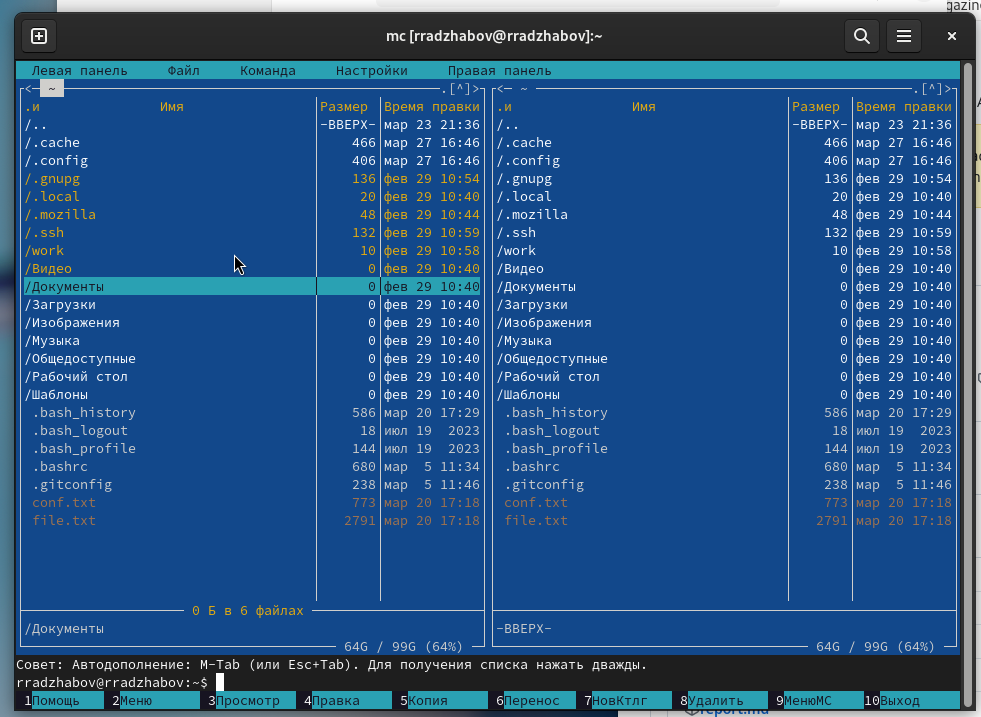 gazin
mc [rradzhabov@rradzhabov]:~
Левая панель Файл Команда Настройки Правая панель
<─ ~ ─.[^]>┐ ┌<─ ~ ─.[^]>
.и Имя Размер Время правки .и Имя Размер Время правки
/.. -ВВЕРХ- мар 23 21:36 /.. -ВВЕРХ- мар 23 21:36
/.cache 466 мар 27 16:46 /.cache 466 мар 27 16:46
/.config 406 мар 27 16:46 /.config 406 мар 27 16:46
/.gnupg 136 фев 29 10:54 /.gnupg 136 фев 29 10:54
/.local 20 фев 29 10:40 /.local 20 фев 29 10:40
/.mozilla 48 фев 29 10:44 /.mozilla 48 фев 29 10:44
/.ssh 132 фев 29 10:59 /.ssh 132 фев 29 10:59
/work 10 фев 29 10:58 /work 10 фев 29 10:58
/Видео 0 фев 29 10:40 /Видео 0 фев 29 10:40
/Документы 0 фев 29 10:40 /Документы 0 фев 29 10:40
/Загрузки 0 фев 29 10:40 /Загрузки 0 фев 29 10:40
/Изображения 0 фев 29 10:40 /Изображения 0 фев 29 10:40
/Музыка 0 фев 29 10:40 /Музыка 0 фев 29 10:40
/Общедоступные 0 фев 29 10:40 /Общедоступные 0 фев 29 10:40
/Рабочий стол 0 фев 29 10:40 /Рабочий стол 0 фев 29 10:40
/Шаблоны 0 фев 29 10:40 /Шаблоны 0 фев 29 10:40
.bash_history 586 мар 20 17:29 .bash_history 586 мар 20 17:29
.bash_logout 18 июл 19 2023 .bash_logout 18 июл 19 2023
.bash_profile 144 июл 19 2023 .bash_profile 144 июл 19 2023
.bashrc 680 мар 5 11:34 .bashrc 680 мар 5 11:34
.gitconfig 238 мар 5 11:46 .gitconfig 238 мар 5 11:46
conf.txt 773 мар 20 17:18 conf.txt 773 мар 20 17:18
file.txt 2791 мар 20 17:18 file.txt 2791 мар 20 17:18
0 Б в 6 файлах
/Документы -ВВЕРХ-
64G / 99G (64%) 64G / 99G (64%)
Совет: Автодополнение: M-Tab (или Esc+Tab). Для получения списка нажать дважды.
rradzhabov@rradzhabov:~$
1Помощь 2Меню 3Просмотр 4Правка 5Копия 6Перенос 7НовКтлг 8Удалить 9МенюМС 10Выход
report.md